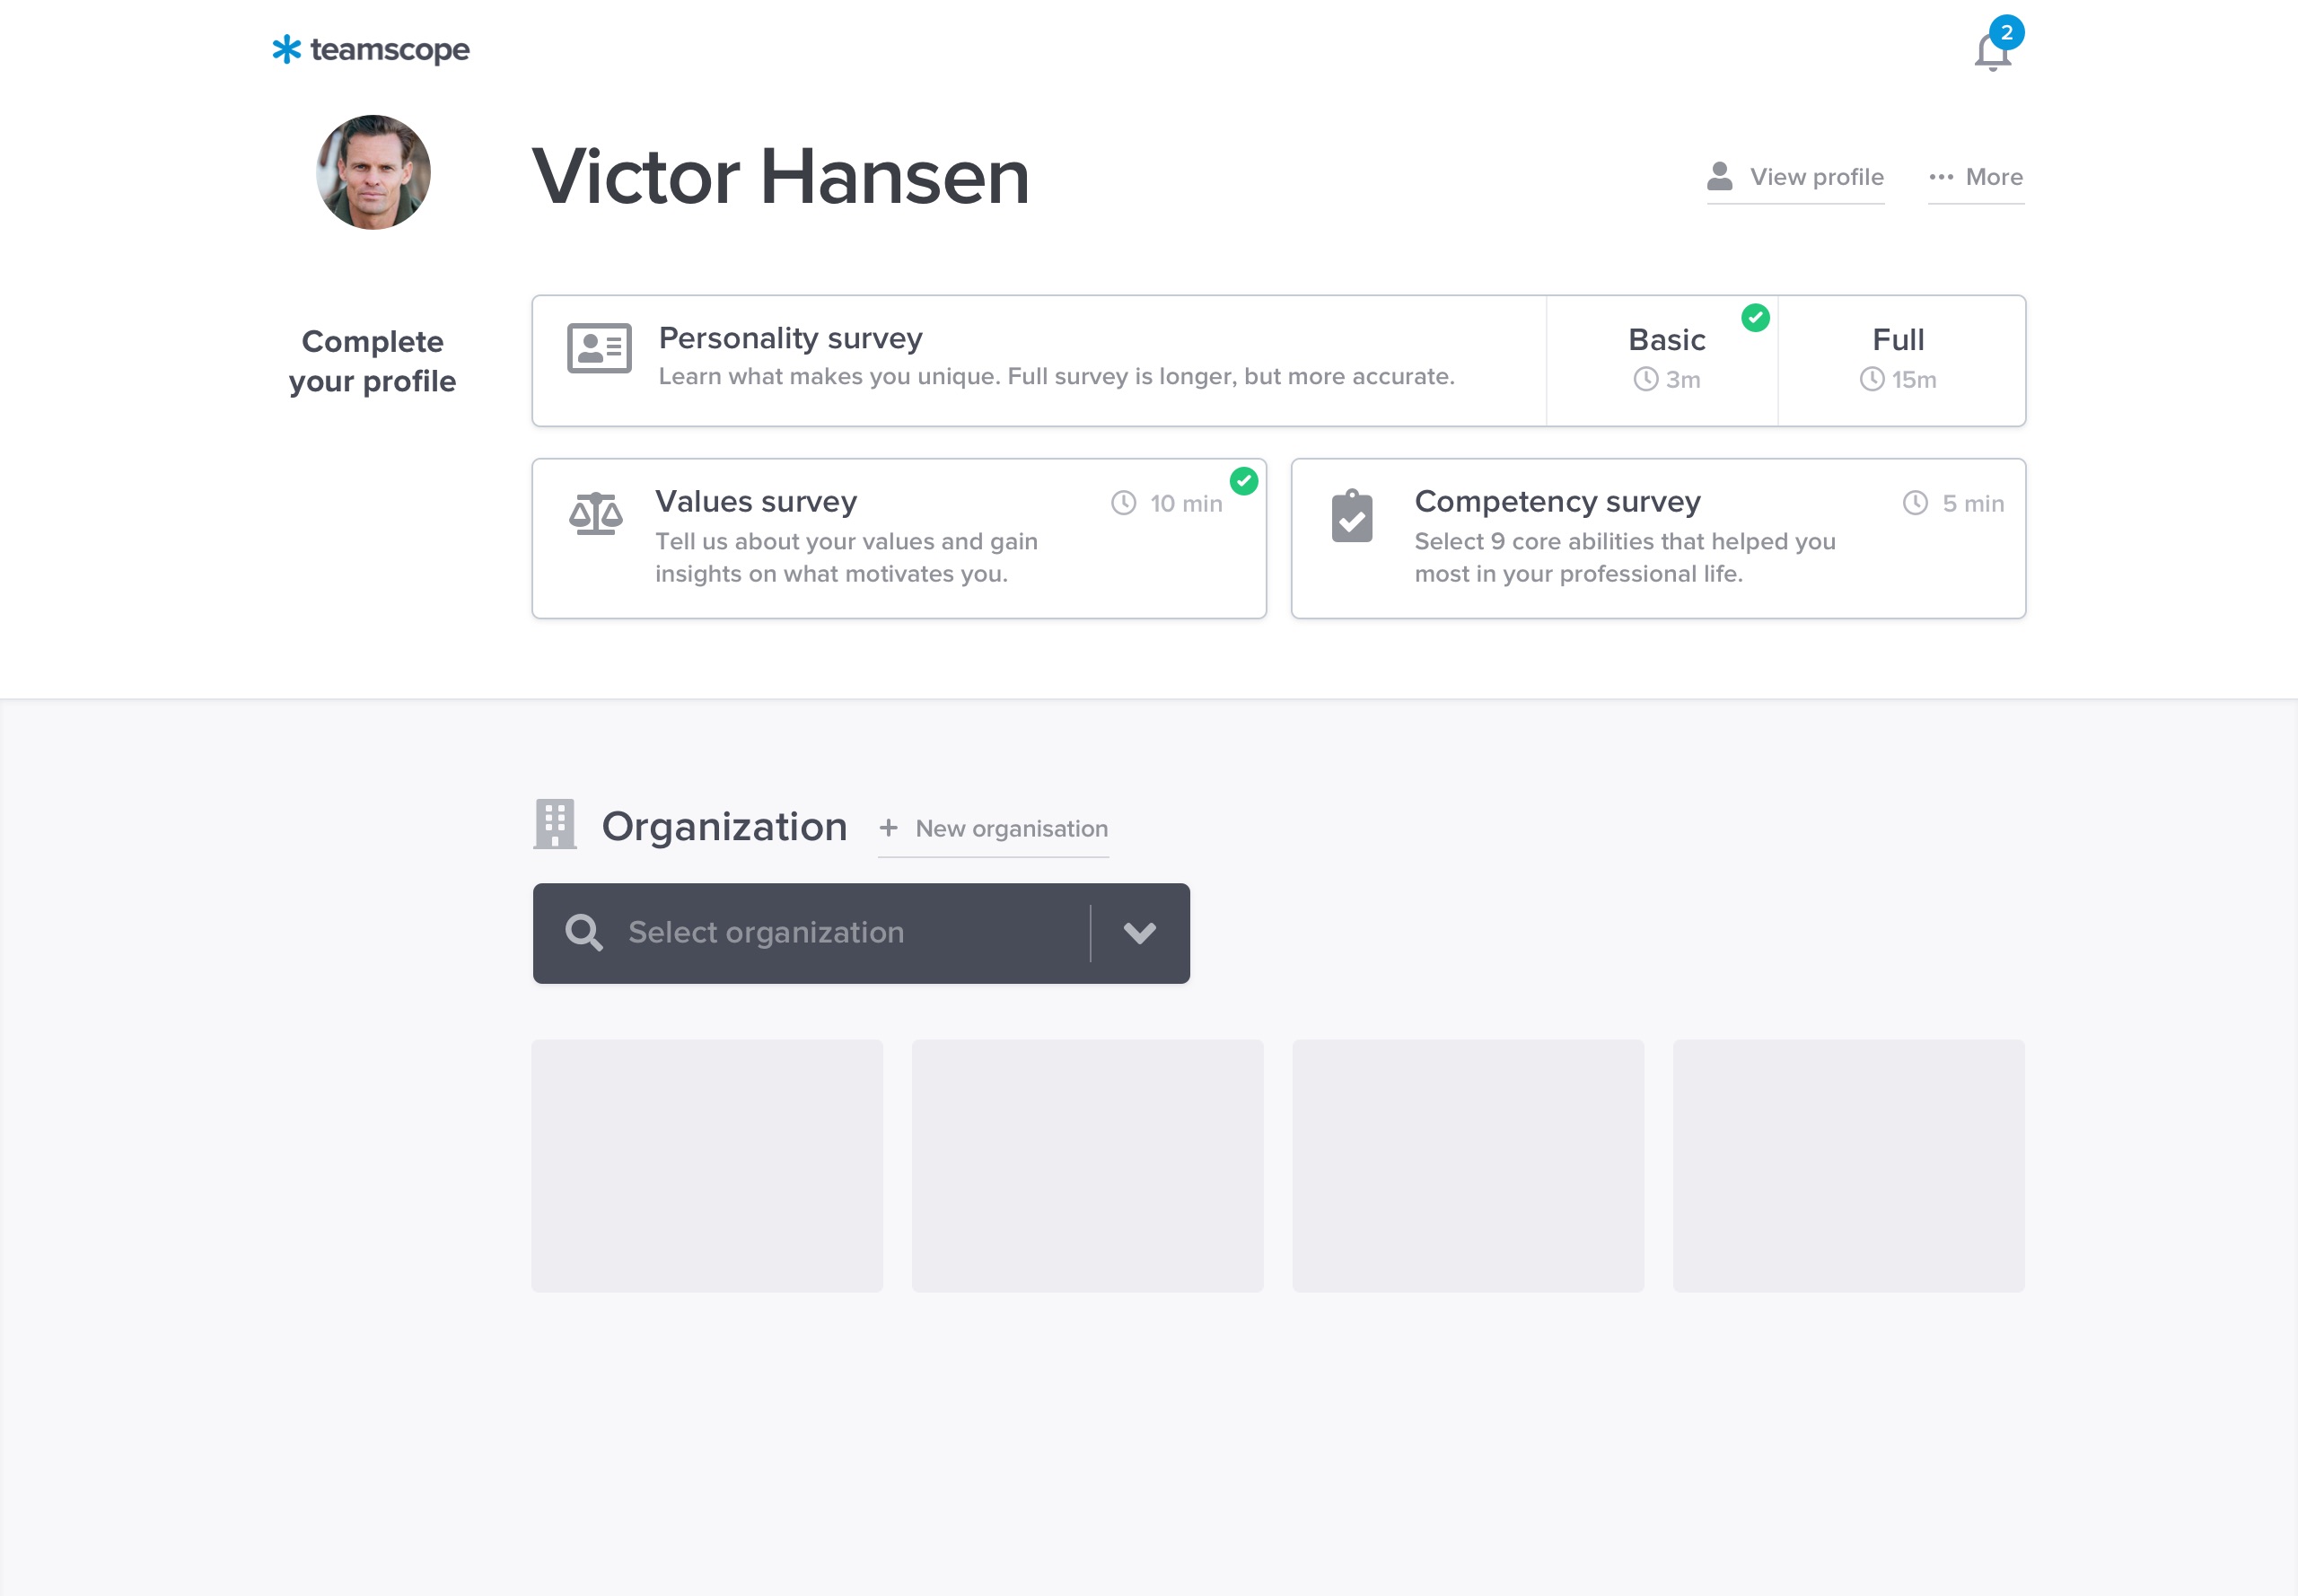 teamscope
2
Victor Hansen
View profile
More
Complete
your profile
Personality survey
Learn what makes you unique. Full survey is longer, but more accurate.
Basic
3m
Full
15m
Values survey
10 min
Tell us about your values and gain
insights on what motivates you.
Competency survey
5 min
Select 9 core abilities that helped you
most in your professional life.
Organization
+ New organisation
Select organization